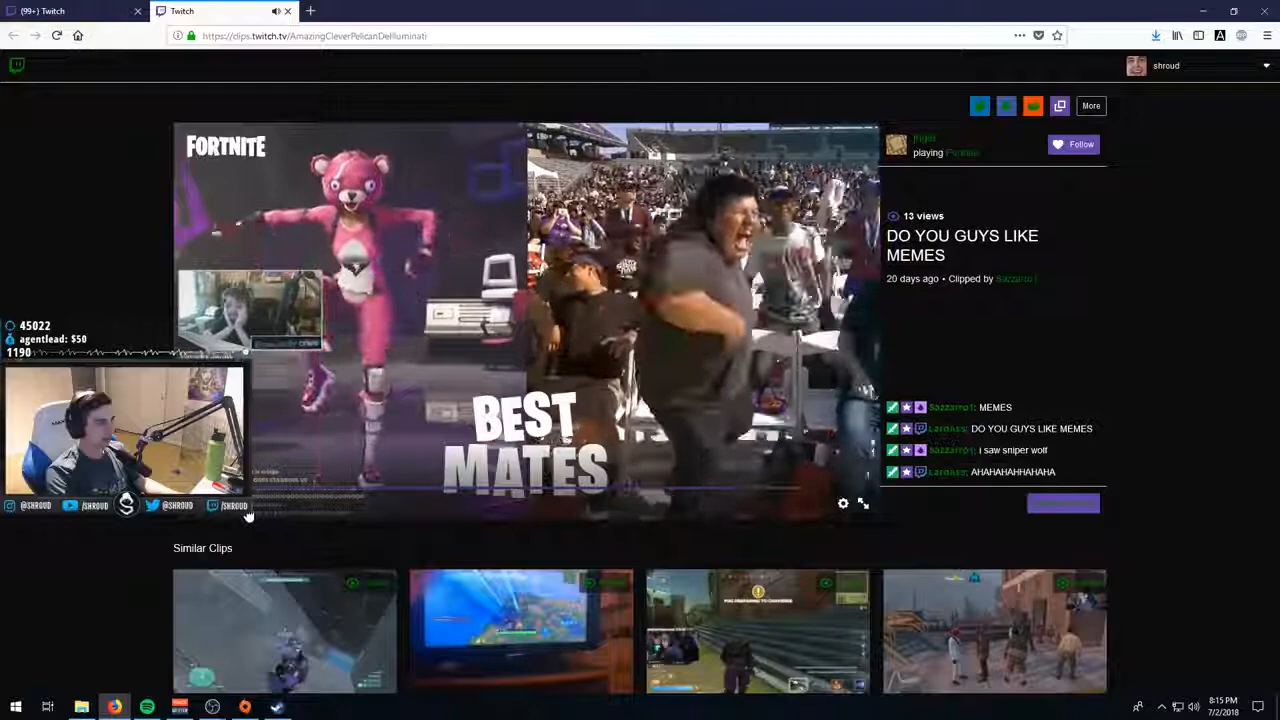 (99+) Twitch
Twitch
https://clips.twitch.tv/AmazingCleverPelicanDeIlluminati
shroud
More
FORTNITE
playing
Follow
13 views
DO YOU GUYS LIKE
MEMES
20 days ago • Clipped by
45022
agentlead: $50
1190
BEST
MATES
MEMES
DO YOU GUYS LIKE MEMES
i saw sniper wolf
AHAHAHAHHAHAHA
@SHROUD
/SHROUD
@SHROUD
/SHROUD
Similar Clips
8:15 PM
7/2/2018